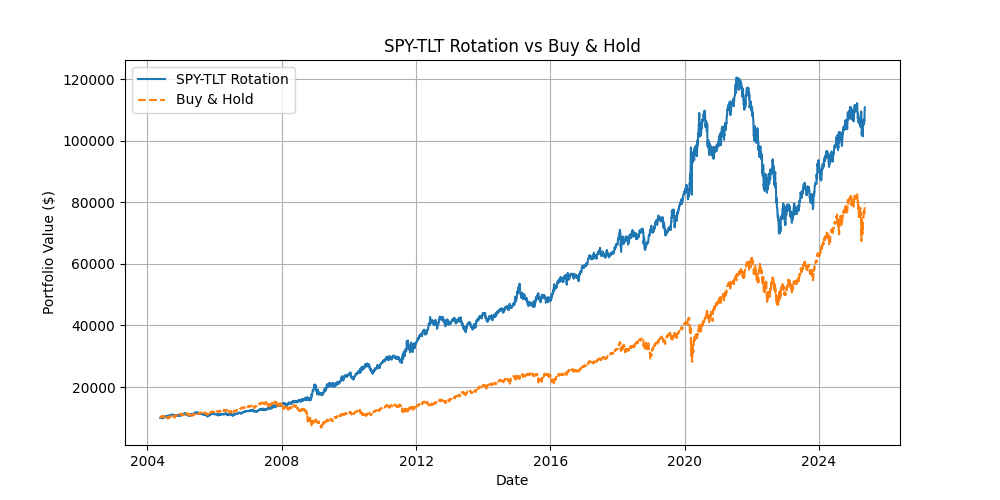 SPY-TLT Rotation vs Buy & Hold
SPY-TLT Rotation
Buy & Hold
120000
100000
80000
60000
40000
20000
Portfolio Value ($)
2004 2008 2012 2016 2020 2024
Date